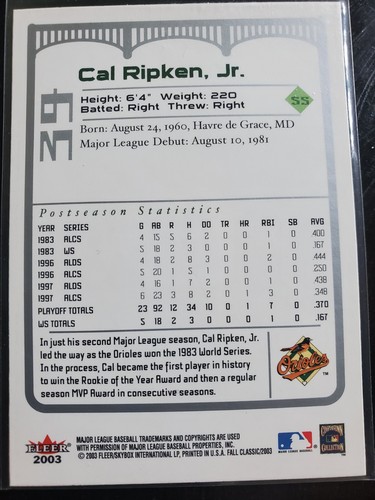 Cal Ripken, Jr.
Height: 6'4" Weight: 220
Batted: Right Threw: Right
SS
Born: August 24, 1960, Havre de Grace, MD
Major League Debut: August 10, 1981
Postseason Statistics
YEAR SERIES G AB R H DO TR HR RBI SB AVG
1983 ALCS 4 15 5 6 2 0 0 1 0 .400
1983 WS 5 18 2 3 0 0 0 1 0 .167
1996 ALDS 4 18 2 8 3 0 0 2 0 .444
1996 ALCS 5 20 1 5 1 0 0 0 0 .250
1997 ALDS 4 16 1 7 2 0 0 1 0 .438
1997 ALCS 6 23 3 8 2 0 1 3 0 .348
PLAYOFF TOTALS 23 92 12 34 10 0 1 7 0 .370
WS TOTALS 5 18 2 3 0 0 0 1 0 .167
In just his second Major League season, Cal Ripken, Jr.
led the way as the Orioles won the 1983 World Series.
In the process, Cal became the first player in history
to win the Rookie of the Year Award and then a regular
season MVP Award in consecutive seasons.
Orioles
TM
FLEER
2003
MAJOR LEAGUE BASEBALL TRADEMARKS AND COPYRIGHTS ARE USED
WITH PERMISSION OF MAJOR LEAGUE BASEBALL PROPERTIES, INC.
© 2003 FLEER/SKYBOX INTERNATIONAL LP, PRINTED IN U.S.A. FALL CLASSIC/2003
MAJOR LEAGUE BASEBALL
COOPERSTOWN
COLLECTION